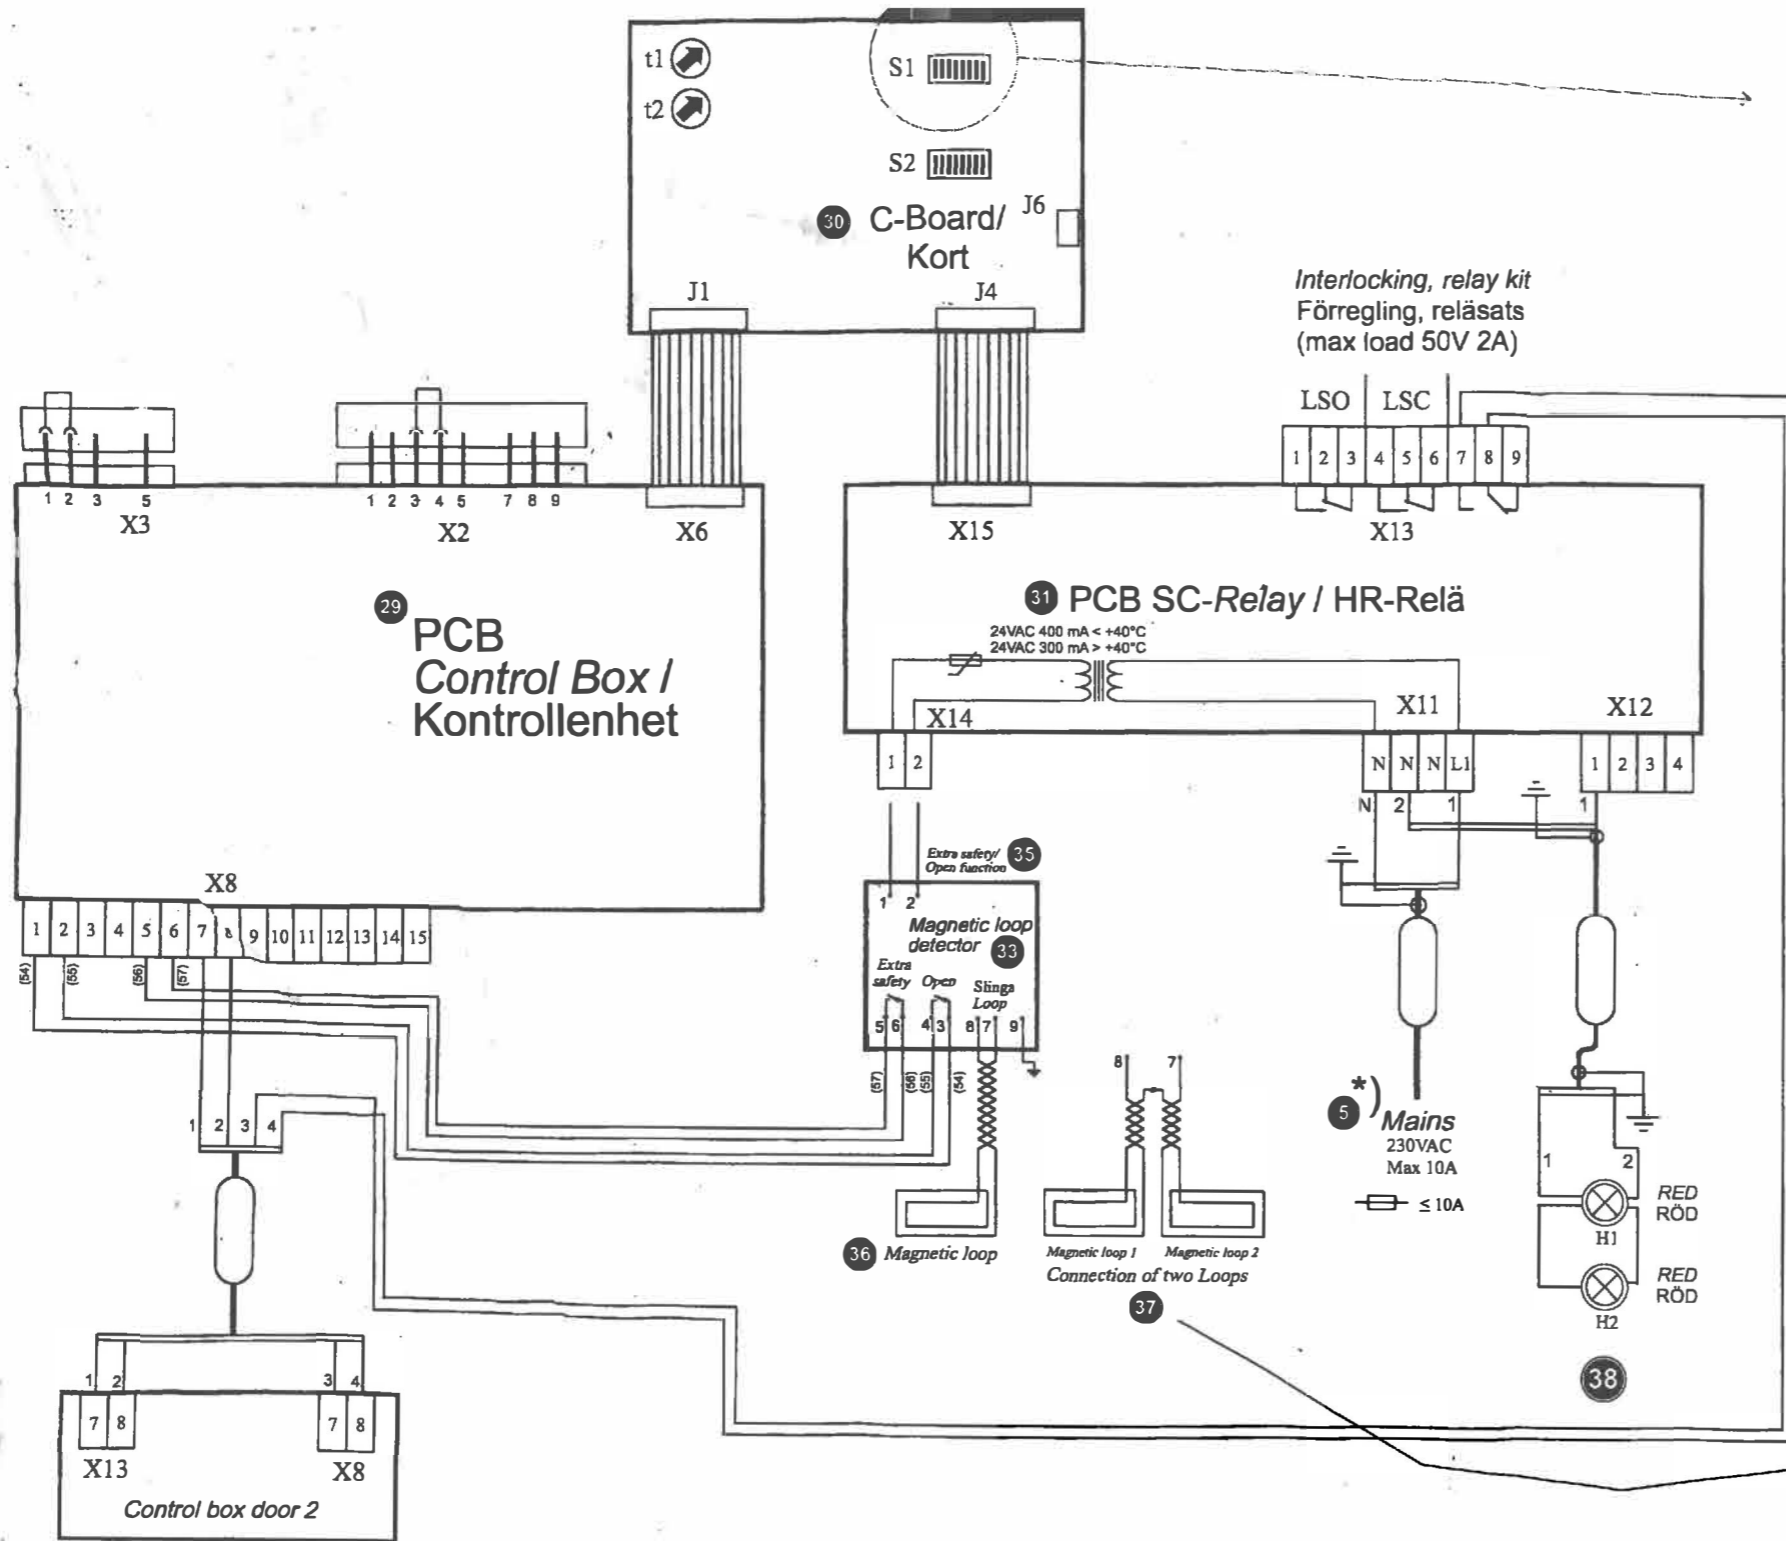 t1
S1
t2
S2
30 C-Board/
Kort
J6
J1
J4
Interlocking, relay kit
Förregling, reläsats
(max load 50V 2A)
LSO LSC
1 2 3 4 5 6 7 8 9
1 2 3 5
X3
1 2 3 4 5 7 8 9
X2
X6
X15
X13
29 PCB
Control Box /
Kontrollenhet
31 PCB SC-Relay / HR-Relä
24VAC 400 mA < +40°C
24VAC 300 mA > +40°C
X14
X11
X12
1 2
N N N L1
1 2 3 4
N 2 1
1
X8
1 2 3 4 5 6 7 8 9 10 11 12 13 14 15
(54) (55) (56) (57)
Extra safety/
Open function
35
1 2
Magnetic loop
detector 33
Extra
safety Open Slinga
Loop
5 6 4 3 8 7 9
(57) (56) (55) (54)
8 7
*)
5 Mains
230VAC
Max 10A
≤ 10A
1 2 3 4
1 2
RED
RÖD
H1
RED
RÖD
H2
36 Magnetic loop
Magnetic loop 1 Magnetic loop 2
Connection of two Loops
37
38
1 2 3 4
7 8 7 8
X13 X8
Control box door 2